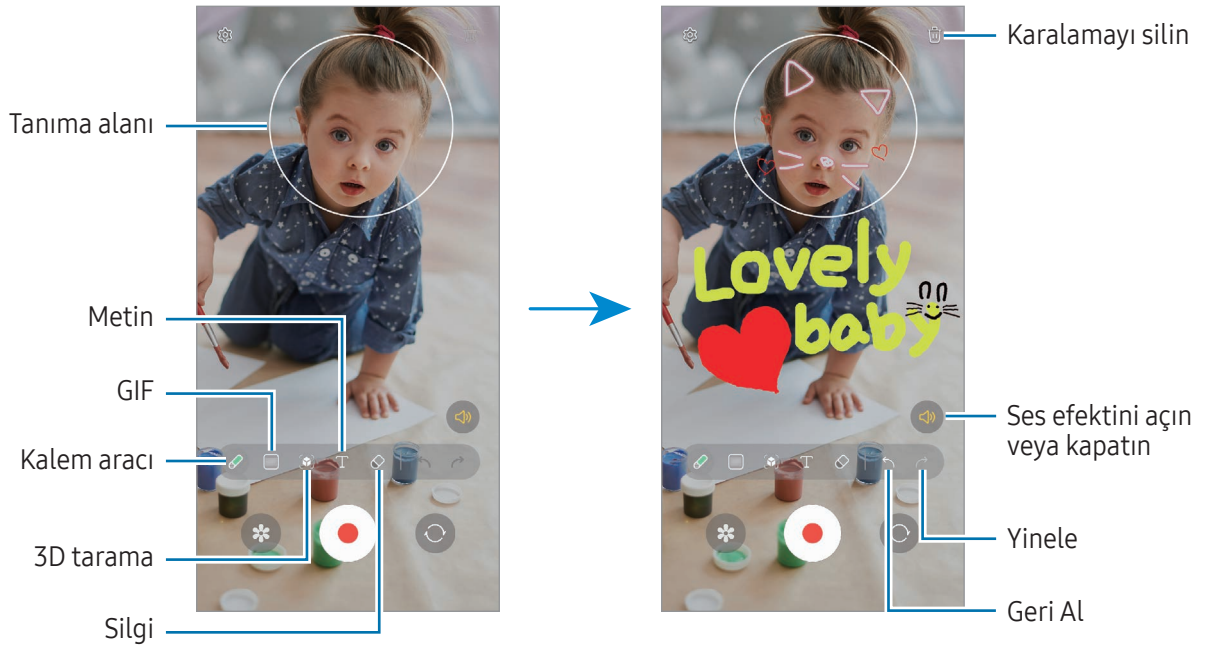 Tanıma alanı
Metin
GIF
Kalem aracı
3D tarama
Silgi
Karalamayı silin
Lovely
baby
Ses efektini açın
veya kapatın
Yinele
Geri Al
T
T